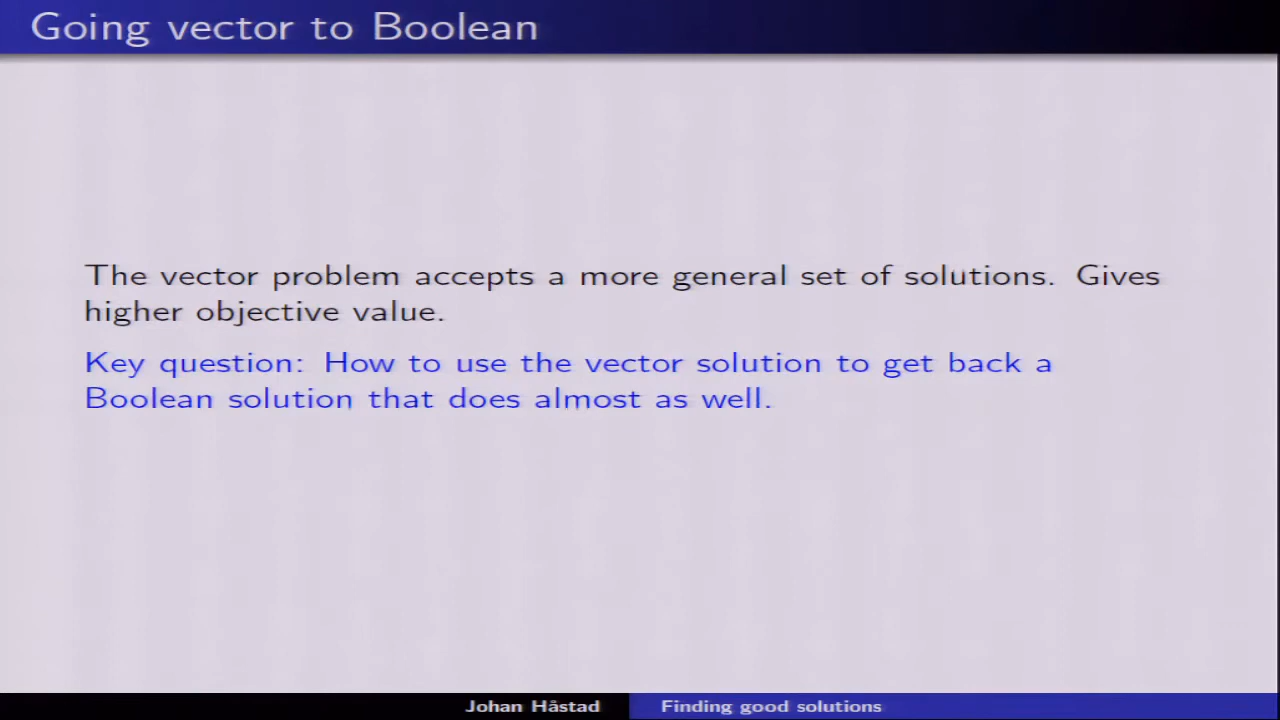 Going vector to Boolean
The vector problem accepts a more general set of solutions. Gives
higher objective value.
Key question: How to use the vector solution to get back a
Boolean solution that does almost as well.
Johan Håstad
Finding good solutions